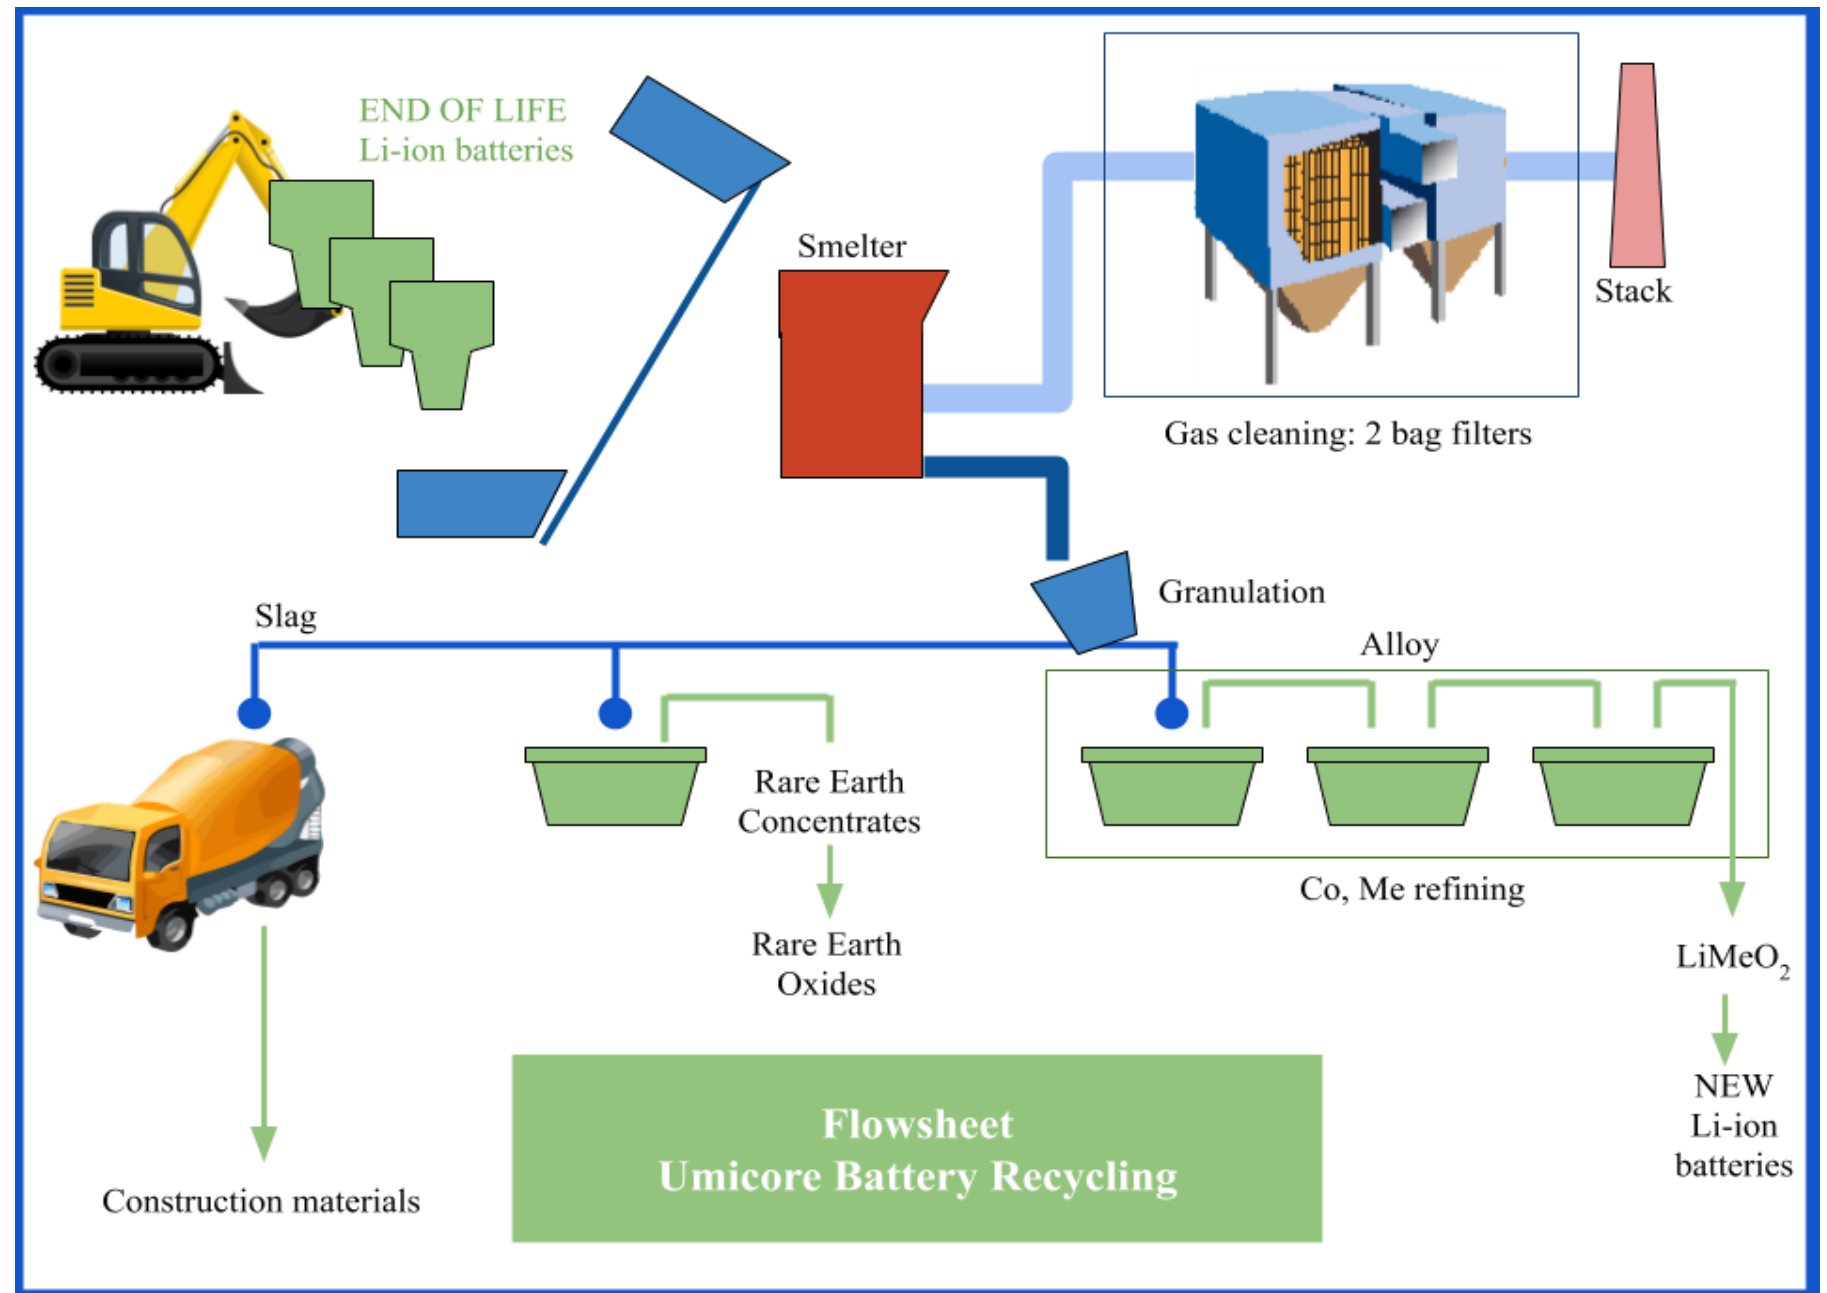 END OF LIFE
Li-ion batteries
Smelter
Stack
Gas cleaning: 2 bag filters
Granulation
Slag
Alloy
Rare Earth
Concentrates
Co, Me refining
Rare Earth
Oxides
LiMeO₂
NEW
Li-ion
batteries
Construction materials
Flowsheet
Umicore Battery Recycling